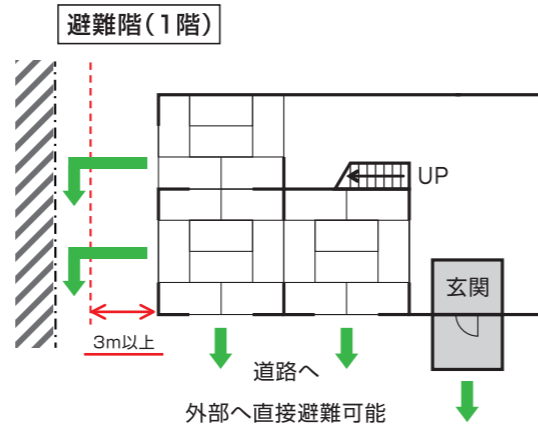 避難階(1階)
UP
玄関
3m以上
道路へ
外部へ直接避難可能